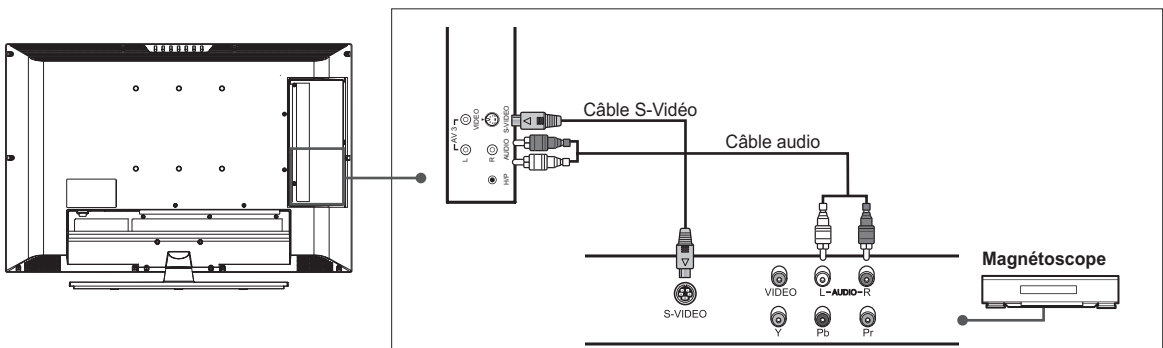 AV 3
VIDEO
S-VIDEO
L
R
AUDIO
H/P
Câble S-Vidéo
Câble audio
Magnétoscope
VIDEO
L-AUDIO-R
S-VIDEO
Y
Pb
Pr